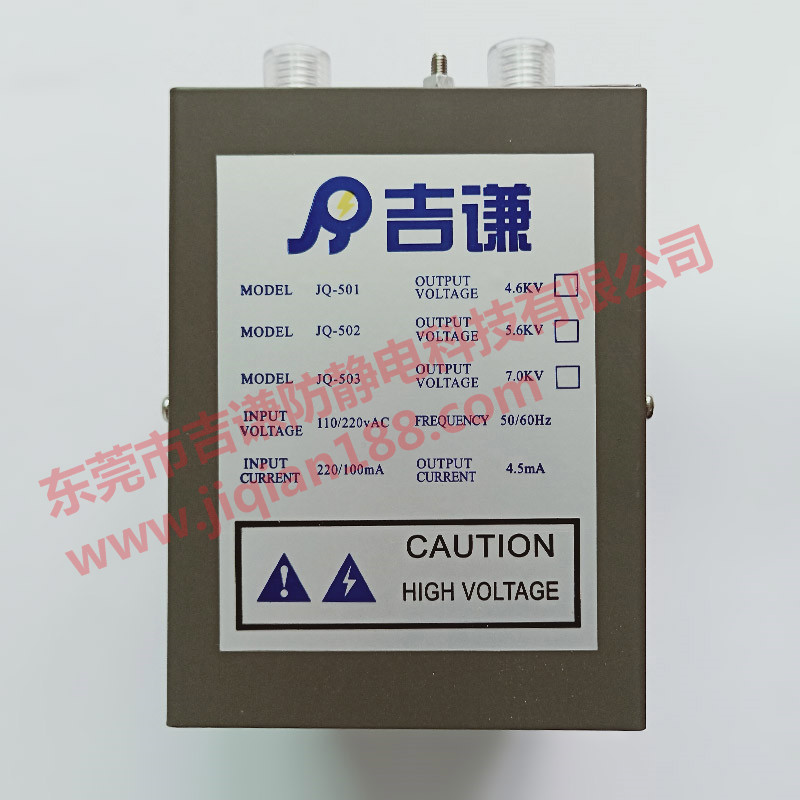 吉谦
MODEL JQ-501 OUTPUT VOLTAGE 4.6KV
MODEL JQ-502 OUTPUT VOLTAGE 5.6KV
MODEL JQ-503 OUTPUT VOLTAGE 7.0KV
INPUT VOLTAGE 110/220vAC FREQUENCY 50/60Hz
INPUT CURRENT 220/100mA OUTPUT CURRENT 4.5mA
CAUTION
HIGH VOLTAGE
东莞市吉谦防静电科技有限公司
www.jiqian188.com